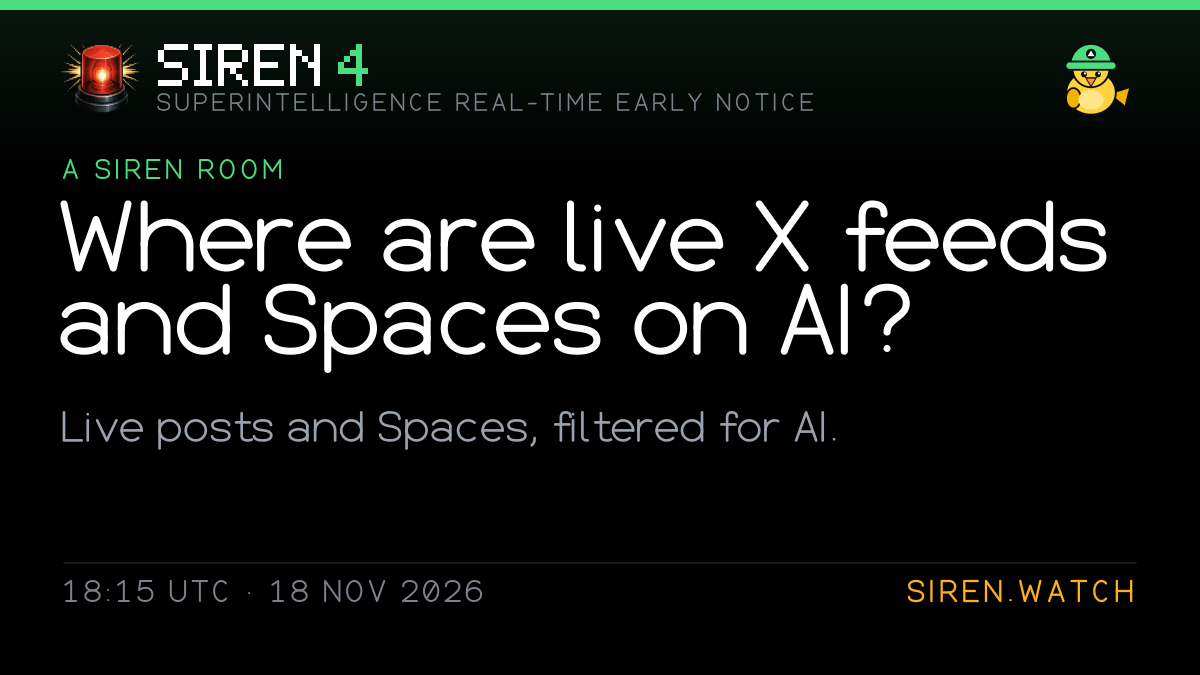 SIREN 4
SUPERINTELLIGENCE REAL-TIME EARLY NOTICE
A SIREN ROOM
Where are live X feeds
and Spaces on AI?
Live posts and Spaces, filtered for AI.
18:15 UTC · 18 NOV 2026
SIREN.WATCH